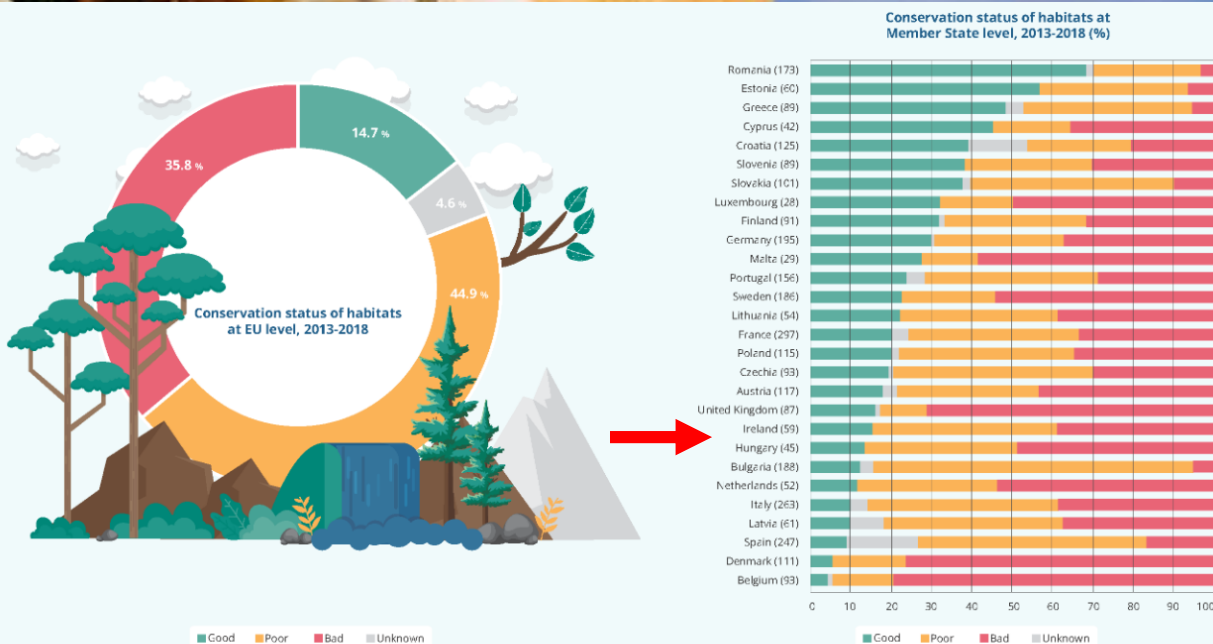 Conservation status of habitats at
Member State level, 2013-2018 (%)
14.7 %
35.8 %
4.6 %
44.9 %
Conservation status of habitats
at EU level, 2013-2018
Good
Poor
Bad
Unknown
Romania (173)
Estonia (60)
Greece (89)
Cyprus (42)
Croatia (125)
Slovenia (89)
Slovakia (101)
Luxembourg (28)
Finland (91)
Germany (195)
Malta (29)
Portugal (156)
Sweden (186)
Lithuania (54)
France (297)
Poland (115)
Czechia (93)
Austria (117)
United Kingdom (87)
Ireland (59)
Hungary (45)
Bulgaria (188)
Netherlands (52)
Italy (263)
Latvia (61)
Spain (247)
Denmark (111)
Belgium (93)
0 10 20 30 40 50 60 70 80 90 100
Good
Poor
Bad
Unknown